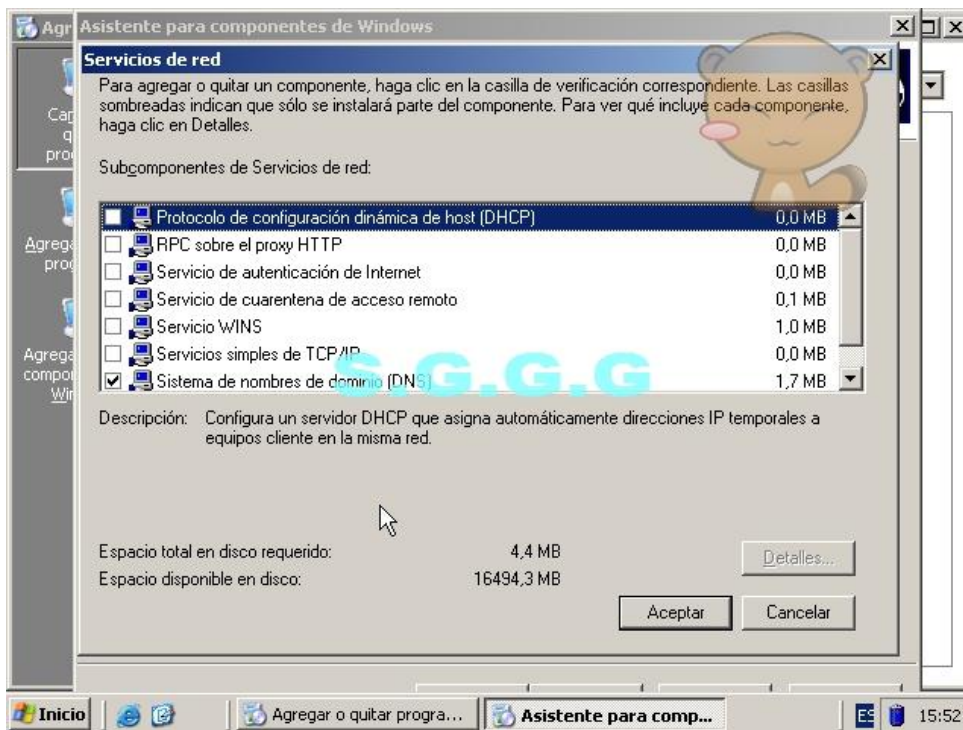 Agr
Asistente para componentes de Windows
Servicios de red
Para agregar o quitar un componente, haga clic en la casilla de verificación correspondiente. Las casillas
sombreadas indican que sólo se instalará parte del componente. Para ver qué incluye cada componente,
haga clic en Detalles.
Subcomponentes de Servicios de red:
Protocolo de configuración dinámica de host (DHCP) 0,0 MB
RPC sobre el proxy HTTP 0,0 MB
Servicio de autenticación de Internet 0,0 MB
Servicio de cuarentena de acceso remoto 0,1 MB
Servicio WINS 1,0 MB
Servicios simples de TCP/IP 0,0 MB
Sistema de nombres de dominio (DNS) 1,7 MB
S.G.G.G
Descripción: Configura un servidor DHCP que asigna automáticamente direcciones IP temporales a
equipos cliente en la misma red.
Espacio total en disco requerido: 4,4 MB
Espacio disponible en disco: 16494,3 MB
Detalles...
Aceptar Cancelar
Inicio
Agregar o quitar progra...
Asistente para comp...
ES
15:52